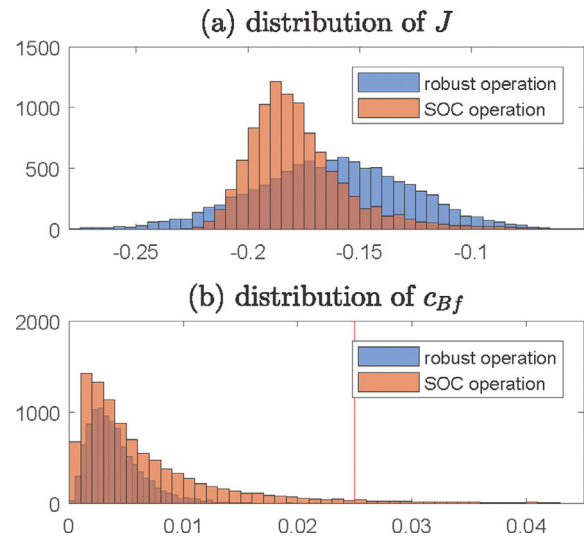 (a) distribution of J
1500
1000
500
0
robust operation
SOC operation
-0.25 -0.2 -0.15 -0.1
(b) distribution of c_Bf
2000
1000
0
robust operation
SOC operation
0 0.01 0.02 0.03 0.04